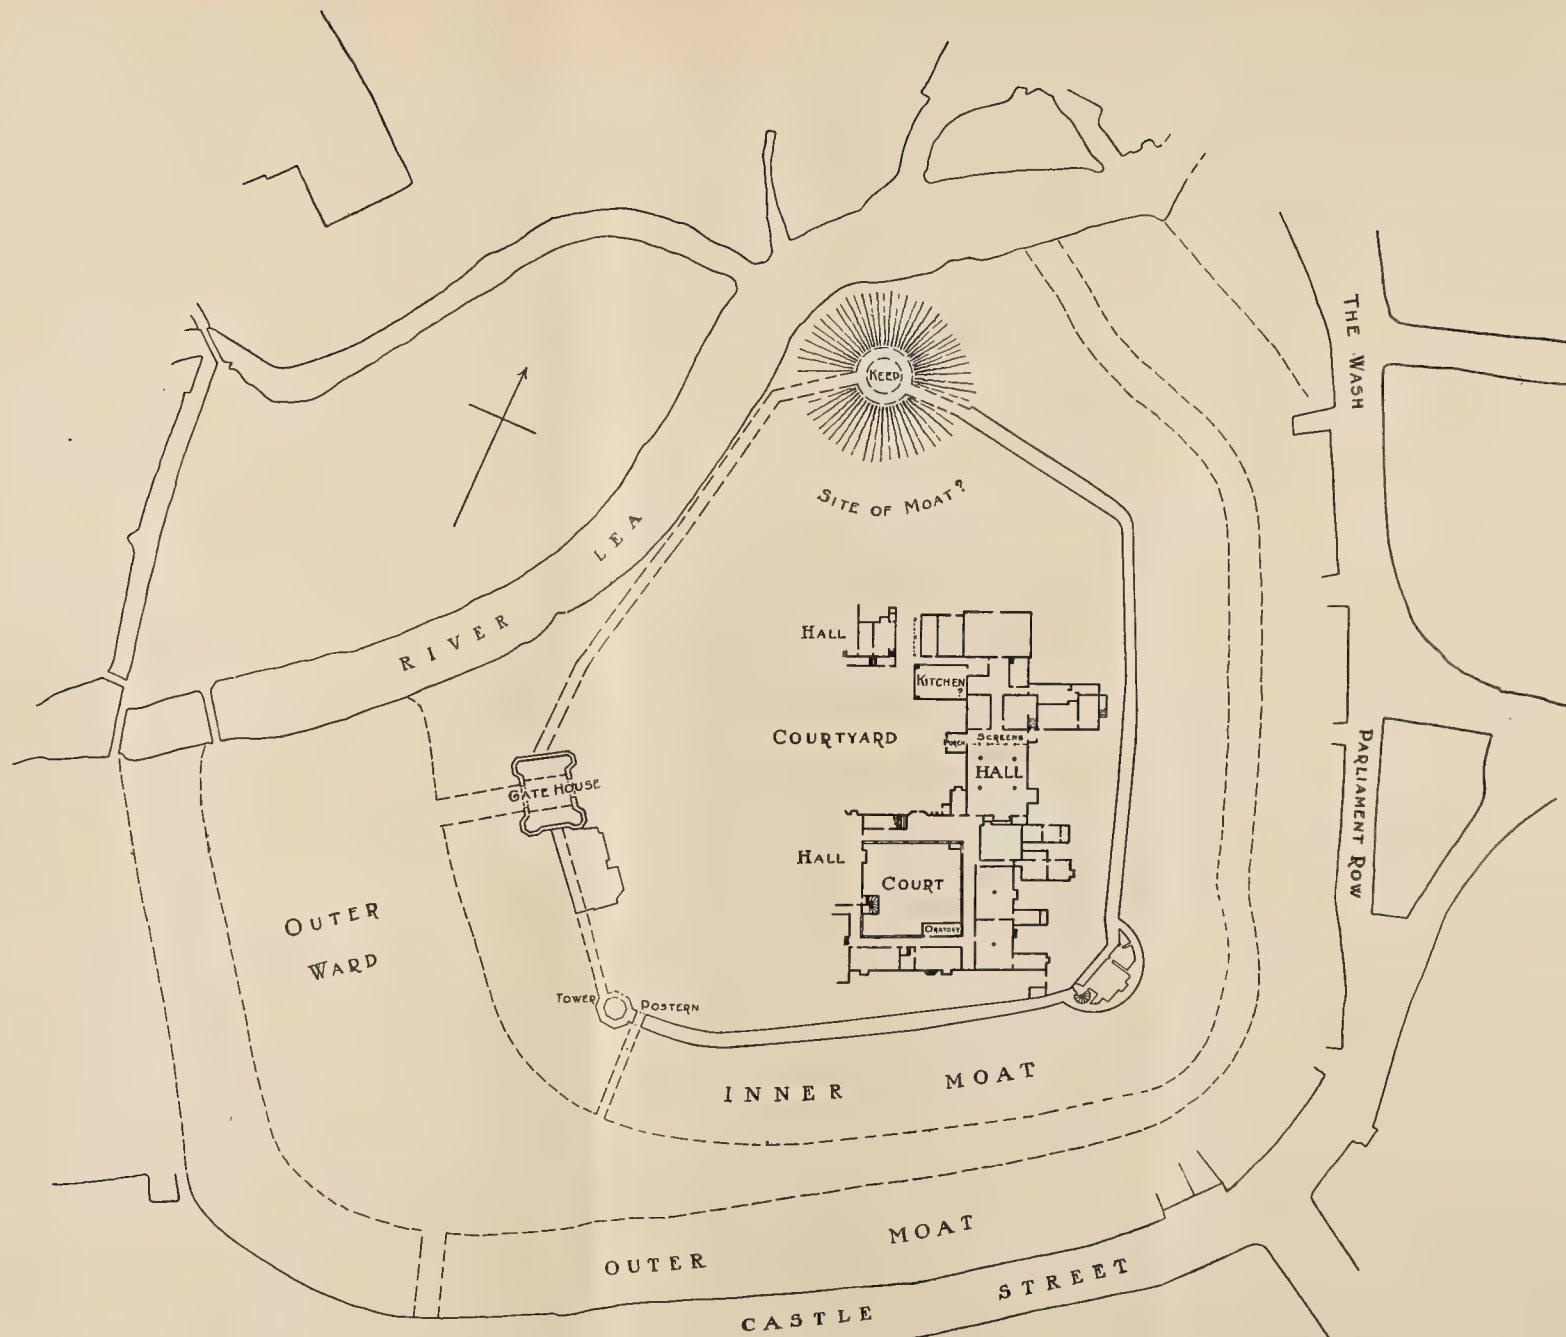 THE WASH
KEEP
SITE OF MOAT?
RIVER LEA
HALL
KITCHEN ?
COURTYARD
PORCH
SCREENS
HALL
PARLIAMENT ROW
GATE HOUSE
HALL
COURT
OUTER
WARD
ORATORY
TOWER
POSTERN
INNER MOAT
OUTER MOAT
CASTLE STREET